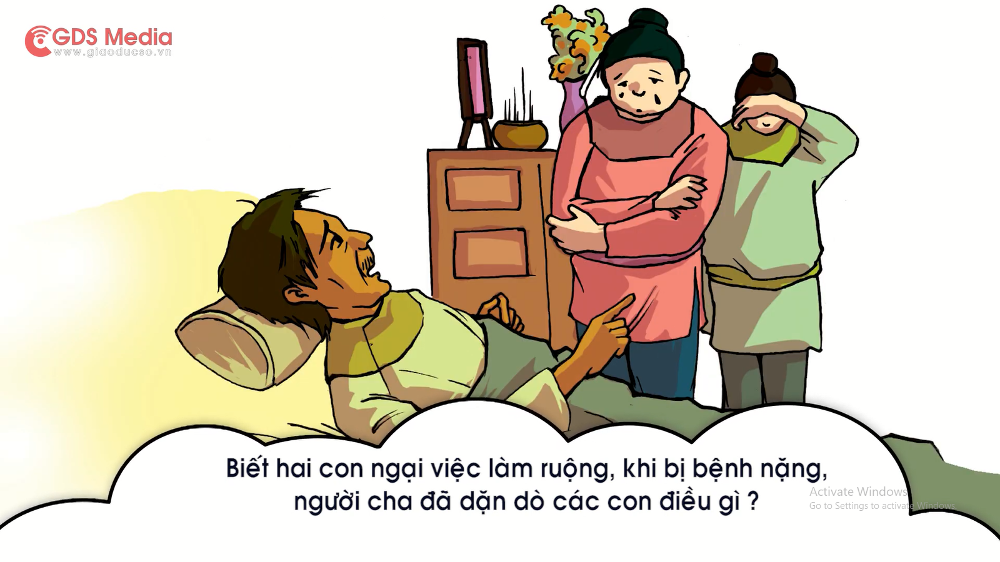 GDS Media
www.giaoducso.vn
Biết hai con ngại việc làm ruộng, khi bị bệnh nặng,
người cha đã dặn dò các con điều gì ?
Activate Windows
Go to Settings to activate Windows.